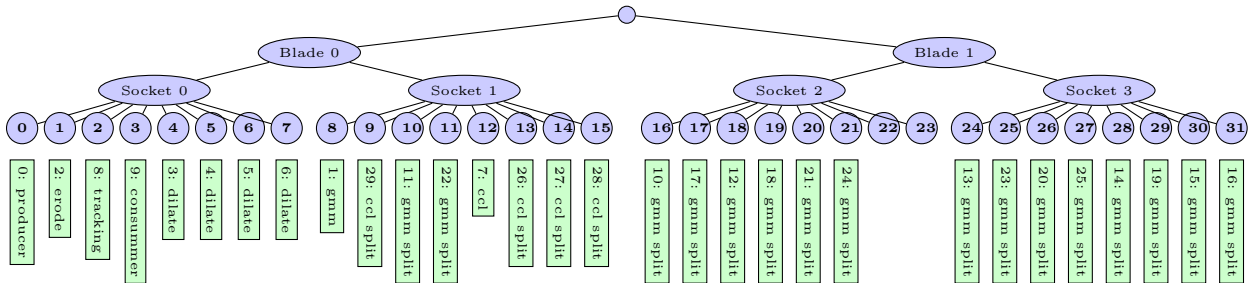 Blade 0
Blade 1
Socket 0
Socket 1
Socket 2
Socket 3
0
1
2
3
4
5
6
7
8
9
10
11
12
13
14
15
16
17
18
19
20
21
22
23
24
25
26
27
28
29
30
31
0: producer
2: erode
8: tracking
9: consummer
3: dilate
4: dilate
5: dilate
6: dilate
1: gmm
29: ccl split
11: gmm split
22: gmm split
7: ccl
26: ccl split
27: ccl split
28: ccl split
10: gmm split
17: gmm split
12: gmm split
18: gmm split
21: gmm split
24: gmm split
13: gmm split
23: gmm split
20: gmm split
25: gmm split
14: gmm split
19: gmm split
15: gmm split
16: gmm split